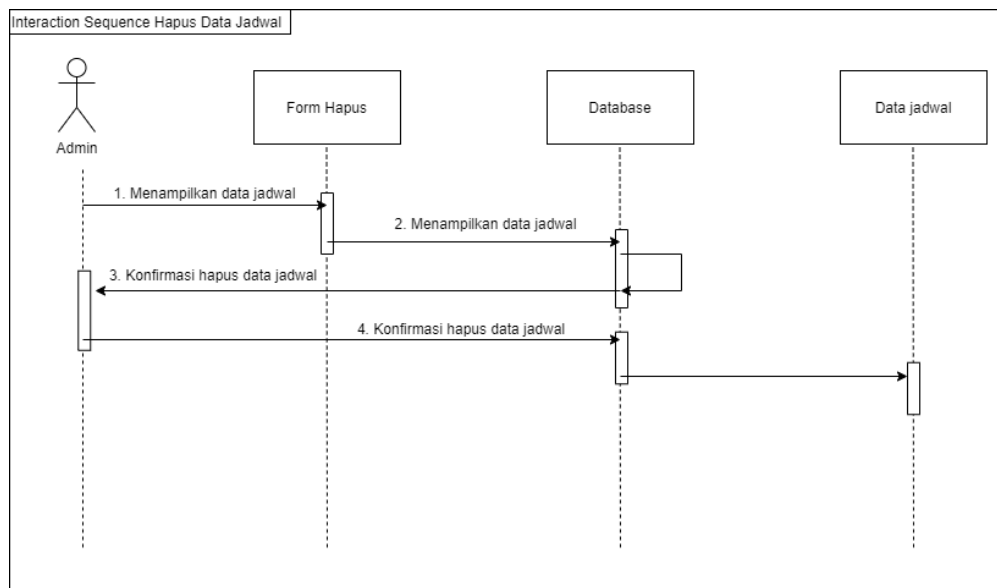 Interaction Sequence Hapus Data Jadwal
Admin
Form Hapus
Database
Data jadwal
1. Menampilkan data jadwal
2. Menampilkan data jadwal
3. Konfirmasi hapus data jadwal
4. Konfirmasi hapus data jadwal